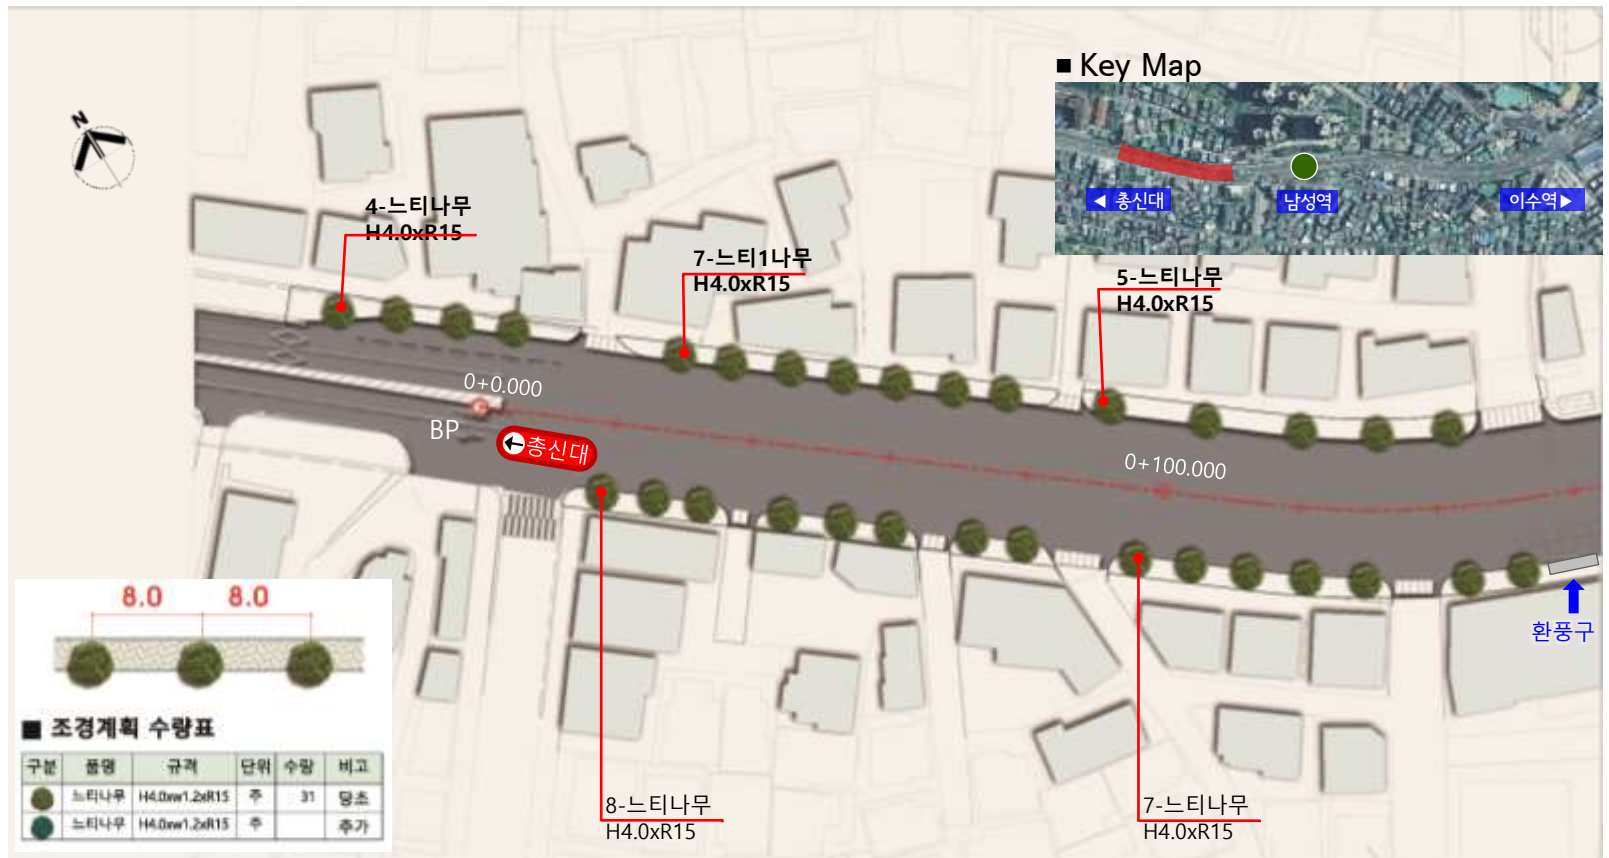 ■ Key Map
◀ 총신대
남성역
이수역▶
N
4-느티나무
H4.0xR15
7-느티1나무
H4.0xR15
5-느티나무
H4.0xR15
0+0.000
BP
총신대
0+100.000
환풍구
8-느티나무
H4.0xR15
7-느티나무
H4.0xR15
8.0 8.0
■ 조경계획 수량표
구분 품명 규격 단위 수량 비고
느티나무 H4.0xw1.2xR15 주 31 당초
느티나무 H4.0xw1.2xR15 주 추가